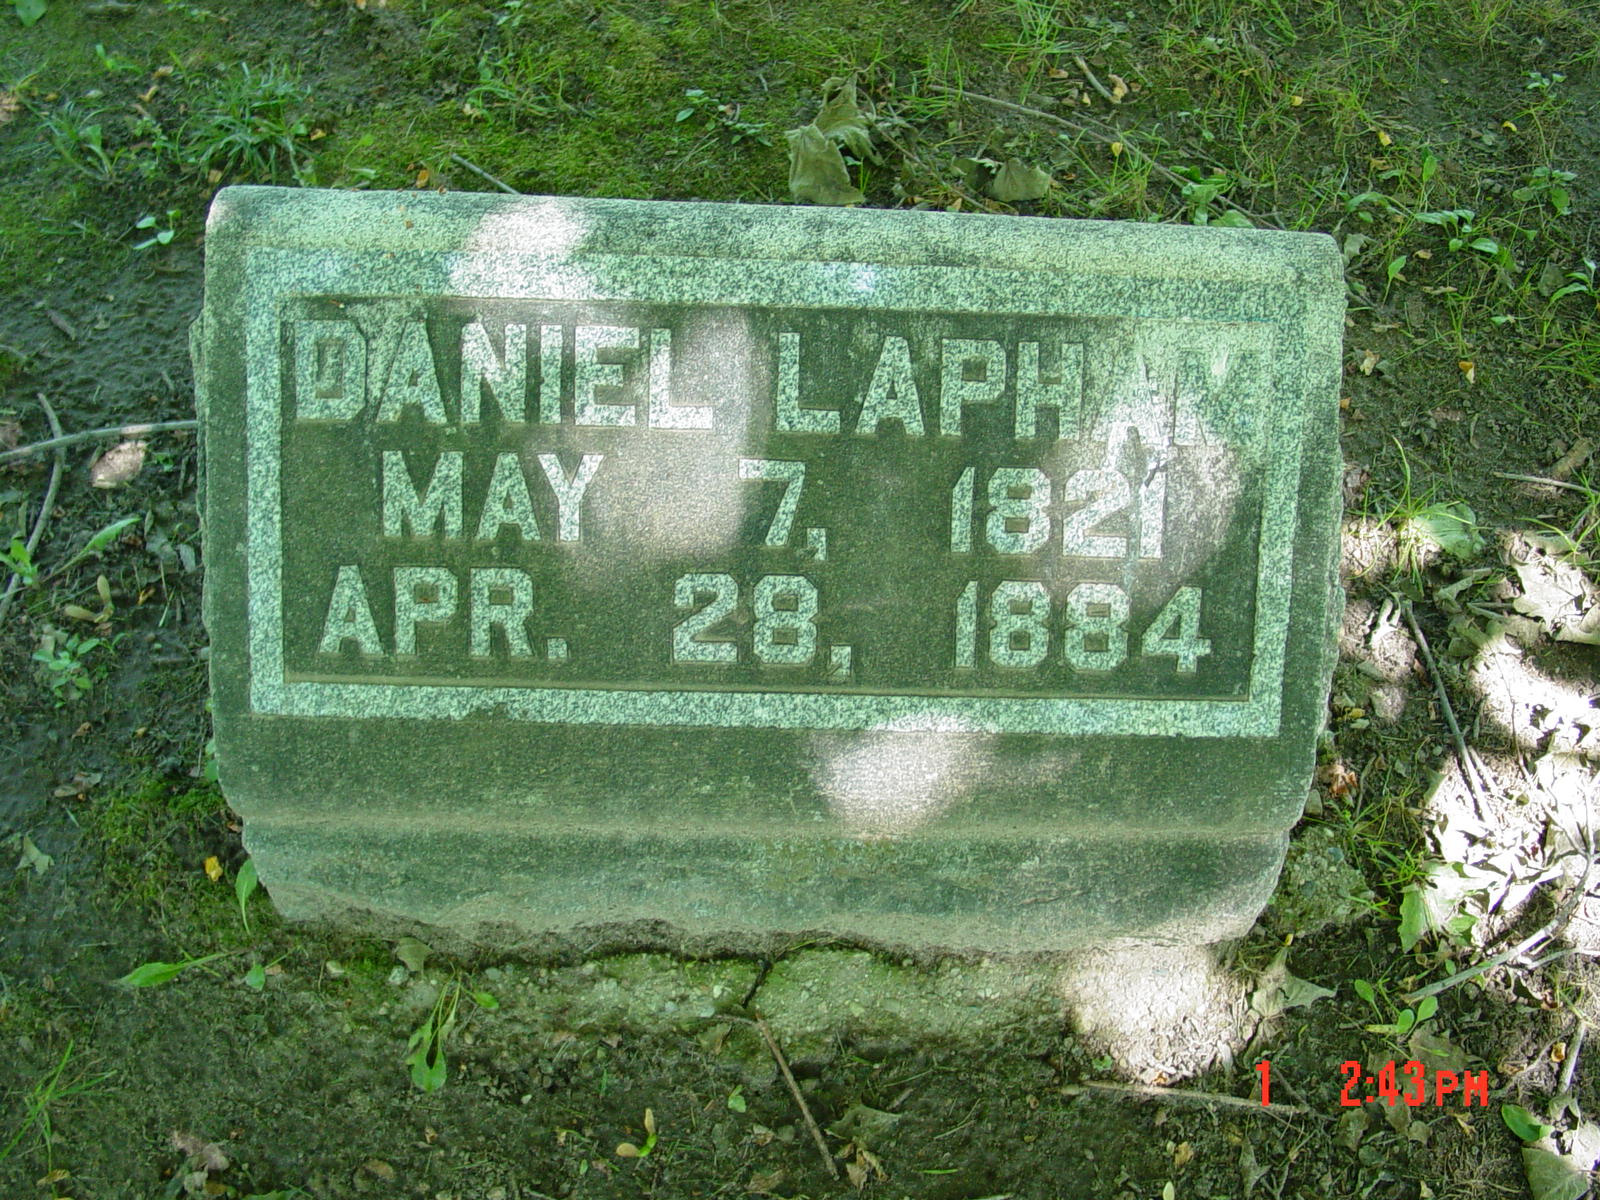 DANIEL LAPHAM
MAY 7, 1821
APR. 28, 1884
1 2:43PM